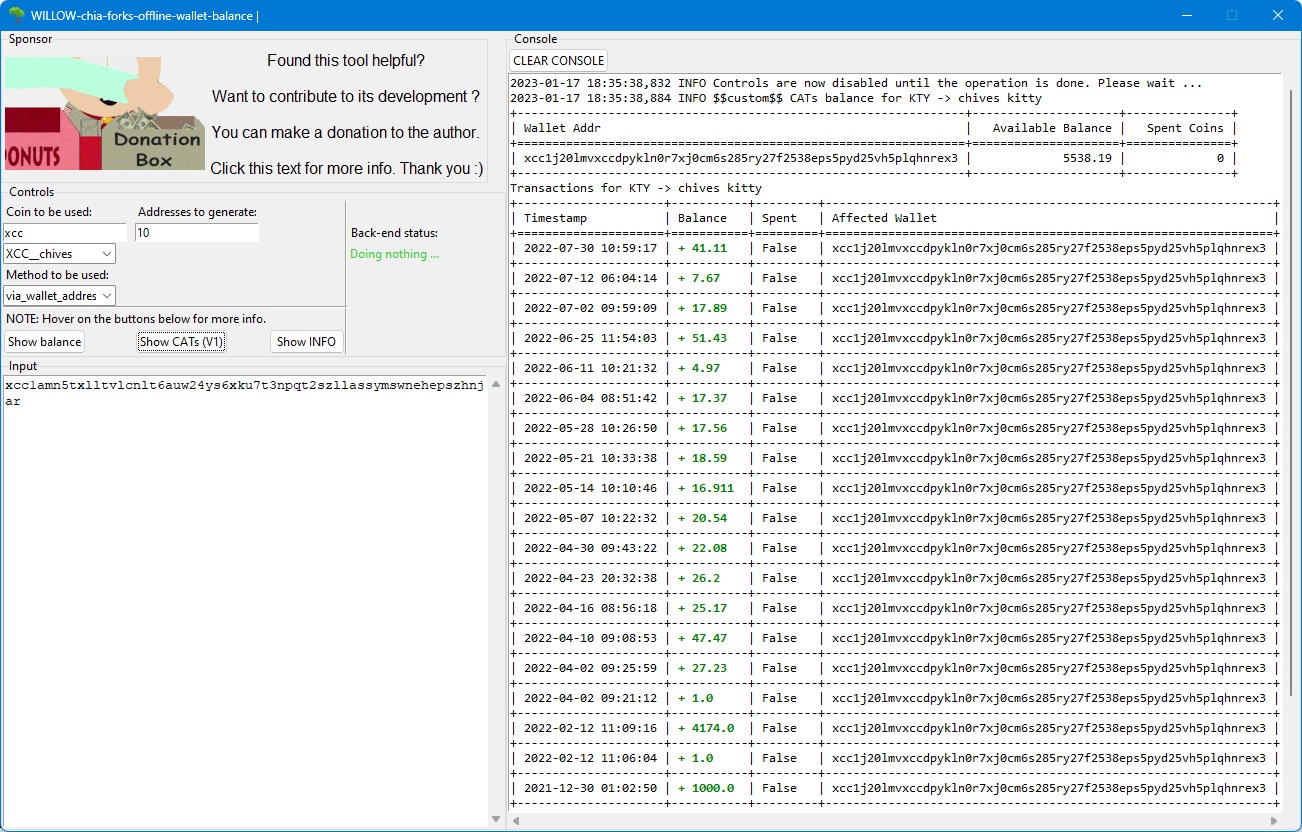 WILLOW-chia-forks-offline-wallet-balance |
Sponsor
DONUTS
Donation
Box
Found this tool helpful?
Want to contribute to its development ?
You can make a donation to the author.
Click this text for more info. Thank you :)
Controls
Coin to be used:
Addresses to generate:
xcc
10
XCC__chives
Method to be used:
via_wallet_addres
Back-end status:
Doing nothing ...
NOTE: Hover on the buttons below for more info.
Show balance
Show CATs (V1)
Show INFO
Input
xcc1amn5txlltvlcnlt6auw24ys6xku7t3npqt2szllassymswnehepszhnj
ar
Console
CLEAR CONSOLE
2023-01-17 18:35:38,832 INFO Controls are now disabled until the operation is done. Please wait ...
2023-01-17 18:35:38,884 INFO $$custom$$ CATs balance for KTY -> chives kitty
| Wallet Addr | Available Balance | Spent Coins |
| xcc1j20lmvxccdpykln0r7xj0cm6s285ry27f2538eps5pyd25vh5plqhnrex3 | 5538.19 | 0 |
Transactions for KTY -> chives kitty
| Timestamp | Balance | Spent | Affected Wallet |
| 2022-07-30 10:59:17 | + 41.11 | False | xcc1j20lmvxccdpykln0r7xj0cm6s285ry27f2538eps5pyd25vh5plqhnrex3 |
| 2022-07-12 06:04:14 | + 7.67 | False | xcc1j20lmvxccdpykln0r7xj0cm6s285ry27f2538eps5pyd25vh5plqhnrex3 |
| 2022-07-02 09:59:09 | + 17.89 | False | xcc1j20lmvxccdpykln0r7xj0cm6s285ry27f2538eps5pyd25vh5plqhnrex3 |
| 2022-06-25 11:54:03 | + 51.43 | False | xcc1j20lmvxccdpykln0r7xj0cm6s285ry27f2538eps5pyd25vh5plqhnrex3 |
| 2022-06-11 10:21:32 | + 4.97 | False | xcc1j20lmvxccdpykln0r7xj0cm6s285ry27f2538eps5pyd25vh5plqhnrex3 |
| 2022-06-04 08:51:42 | + 17.37 | False | xcc1j20lmvxccdpykln0r7xj0cm6s285ry27f2538eps5pyd25vh5plqhnrex3 |
| 2022-05-28 10:26:50 | + 17.56 | False | xcc1j20lmvxccdpykln0r7xj0cm6s285ry27f2538eps5pyd25vh5plqhnrex3 |
| 2022-05-21 10:33:38 | + 18.59 | False | xcc1j20lmvxccdpykln0r7xj0cm6s285ry27f2538eps5pyd25vh5plqhnrex3 |
| 2022-05-14 10:10:46 | + 16.911 | False | xcc1j20lmvxccdpykln0r7xj0cm6s285ry27f2538eps5pyd25vh5plqhnrex3 |
| 2022-05-07 10:22:32 | + 20.54 | False | xcc1j20lmvxccdpykln0r7xj0cm6s285ry27f2538eps5pyd25vh5plqhnrex3 |
| 2022-04-30 09:43:22 | + 22.08 | False | xcc1j20lmvxccdpykln0r7xj0cm6s285ry27f2538eps5pyd25vh5plqhnrex3 |
| 2022-04-23 20:32:38 | + 26.2 | False | xcc1j20lmvxccdpykln0r7xj0cm6s285ry27f2538eps5pyd25vh5plqhnrex3 |
| 2022-04-16 08:56:18 | + 25.17 | False | xcc1j20lmvxccdpykln0r7xj0cm6s285ry27f2538eps5pyd25vh5plqhnrex3 |
| 2022-04-10 09:08:53 | + 47.47 | False | xcc1j20lmvxccdpykln0r7xj0cm6s285ry27f2538eps5pyd25vh5plqhnrex3 |
| 2022-04-02 09:25:59 | + 27.23 | False | xcc1j20lmvxccdpykln0r7xj0cm6s285ry27f2538eps5pyd25vh5plqhnrex3 |
| 2022-04-02 09:21:12 | + 1.0 | False | xcc1j20lmvxccdpykln0r7xj0cm6s285ry27f2538eps5pyd25vh5plqhnrex3 |
| 2022-02-12 11:09:16 | + 4174.0 | False | xcc1j20lmvxccdpykln0r7xj0cm6s285ry27f2538eps5pyd25vh5plqhnrex3 |
| 2022-02-12 11:06:04 | + 1.0 | False | xcc1j20lmvxccdpykln0r7xj0cm6s285ry27f2538eps5pyd25vh5plqhnrex3 |
| 2021-12-30 01:02:50 | + 1000.0 | False | xcc1j20lmvxccdpykln0r7xj0cm6s285ry27f2538eps5pyd25vh5plqhnrex3 |